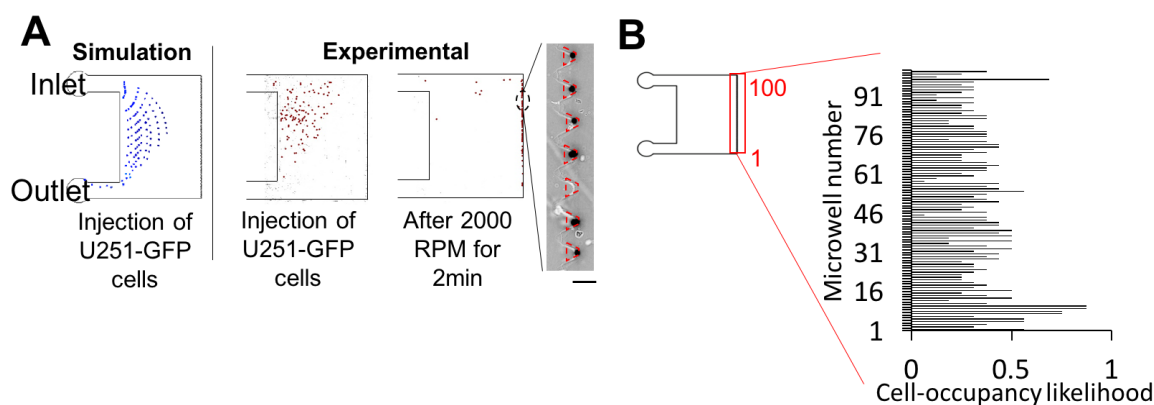 A
B
Simulation
Experimental
Inlet
Outlet
Injection of
U251-GFP
cells
Injection of
U251-GFP
cells
After 2000
RPM for
2min
100
1
Microwell number
91
76
61
46
31
16
1
0
0.5
1
Cell-occupancy likelihood